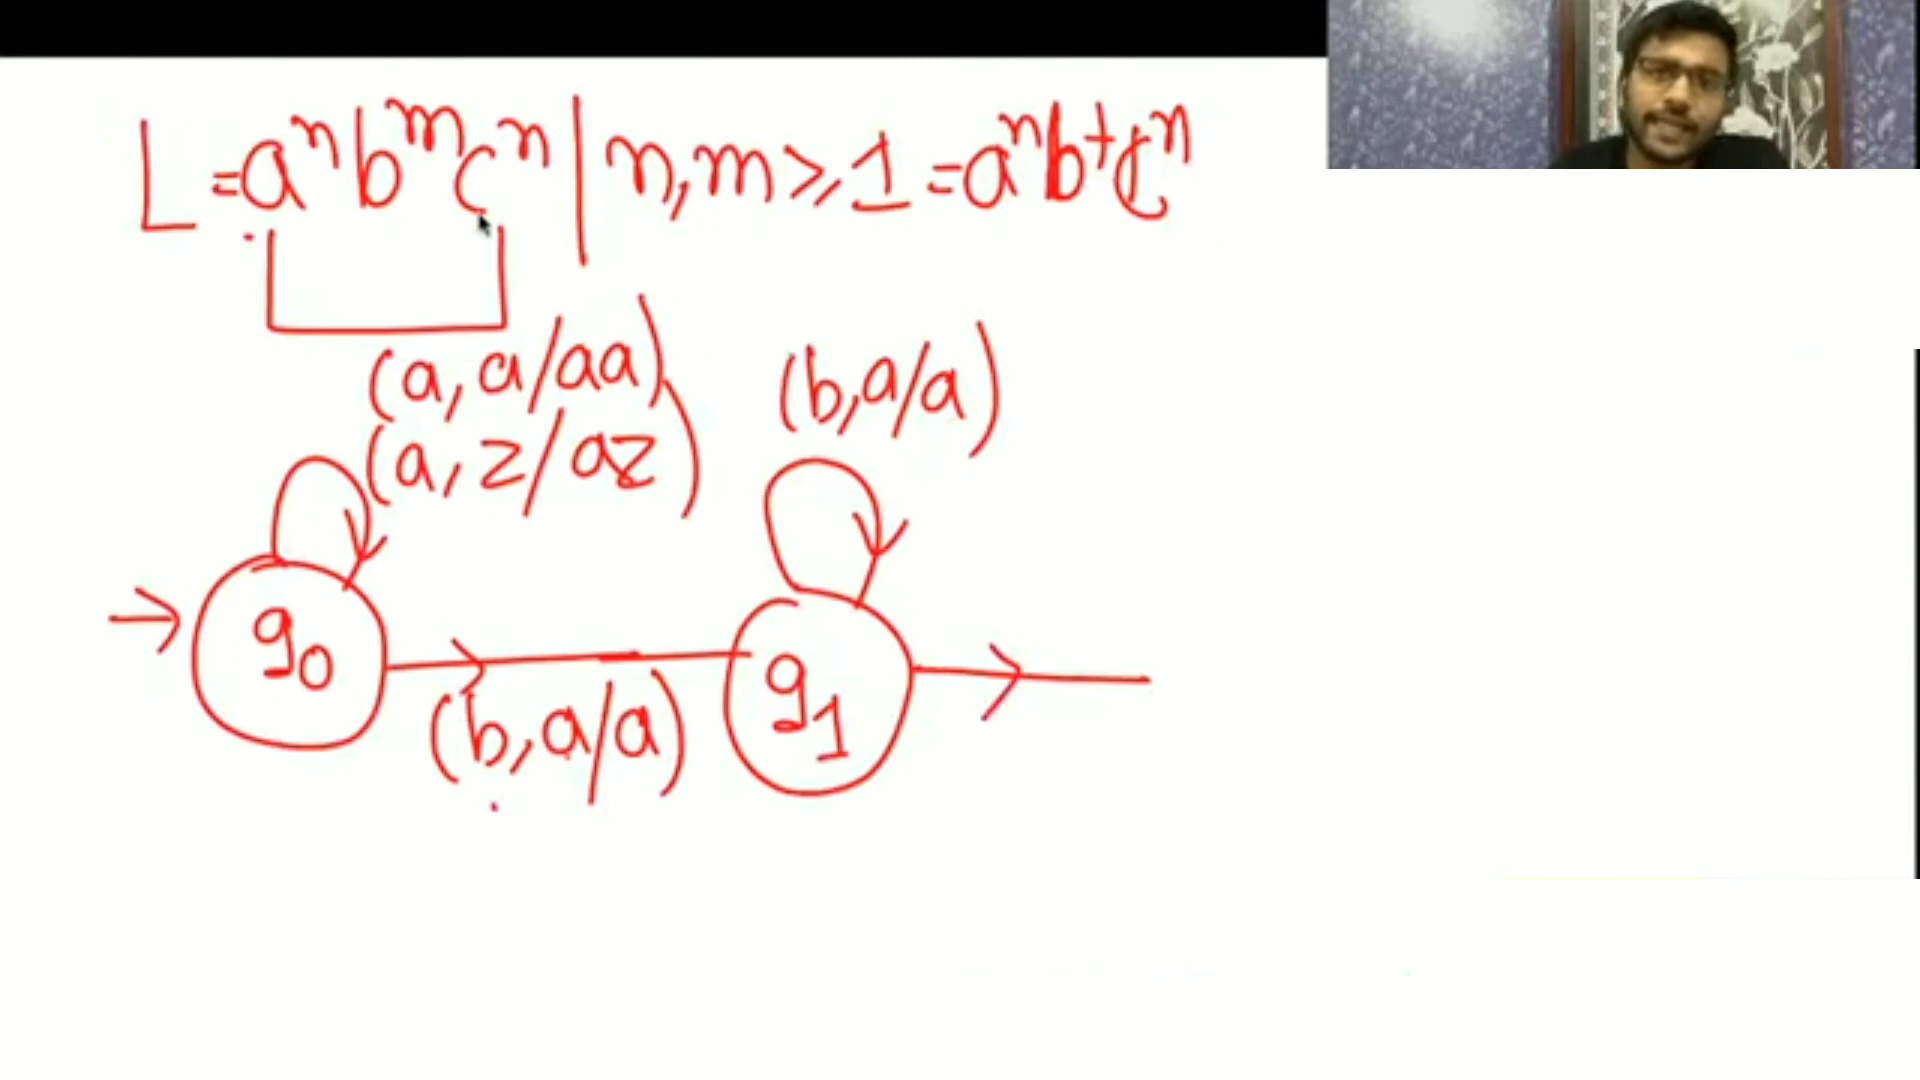 L = aⁿbᵐcⁿ | n,m ≥ 1 = aⁿb⁺cⁿ
(a, a/aa),
(a, z/az)
(b,a/a)
q0
(b,a/a)
q1